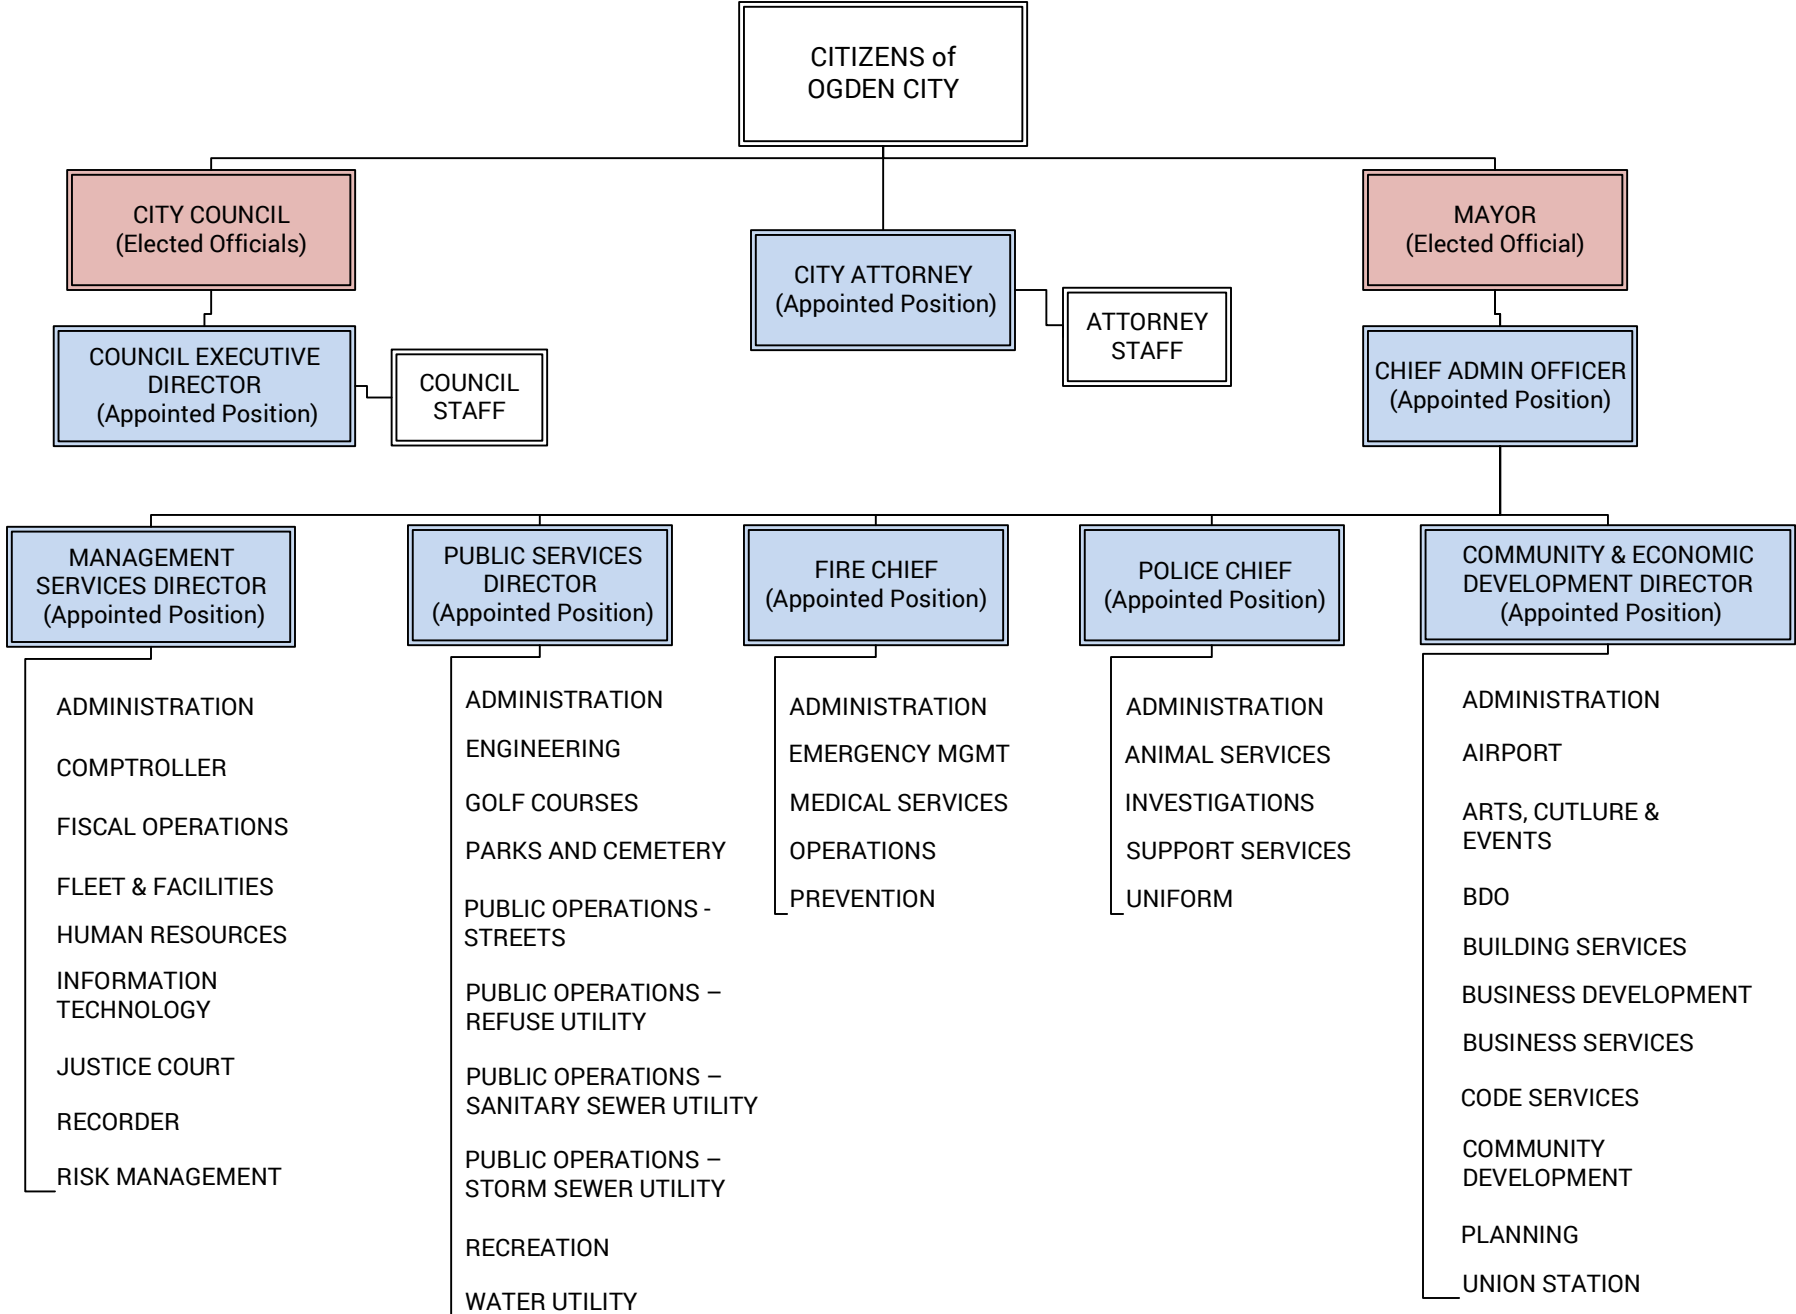 CITIZENS of
OGDEN CITY
CITY COUNCIL
(Elected Officials)
CITY ATTORNEY
(Appointed Position)
MAYOR
(Elected Official)
ATTORNEY
STAFF
COUNCIL EXECUTIVE
DIRECTOR
(Appointed Position)
COUNCIL
STAFF
CHIEF ADMIN OFFICER
(Appointed Position)
MANAGEMENT
SERVICES DIRECTOR
(Appointed Position)
ADMINISTRATION
COMPTROLLER
FISCAL OPERATIONS
FLEET & FACILITIES
HUMAN RESOURCES
INFORMATION
TECHNOLOGY
JUSTICE COURT
RECORDER
RISK MANAGEMENT
PUBLIC SERVICES
DIRECTOR
(Appointed Position)
ADMINISTRATION
ENGINEERING
GOLF COURSES
PARKS AND CEMETERY
PUBLIC OPERATIONS -
STREETS
PUBLIC OPERATIONS –
REFUSE UTILITY
PUBLIC OPERATIONS –
SANITARY SEWER UTILITY
PUBLIC OPERATIONS –
STORM SEWER UTILITY
RECREATION
WATER UTILITY
FIRE CHIEF
(Appointed Position)
ADMINISTRATION
EMERGENCY MGMT
MEDICAL SERVICES
OPERATIONS
PREVENTION
POLICE CHIEF
(Appointed Position)
ADMINISTRATION
ANIMAL SERVICES
INVESTIGATIONS
SUPPORT SERVICES
UNIFORM
COMMUNITY & ECONOMIC
DEVELOPMENT DIRECTOR
(Appointed Position)
ADMINISTRATION
AIRPORT
ARTS, CUTLURE &
EVENTS
BDO
BUILDING SERVICES
BUSINESS DEVELOPMENT
BUSINESS SERVICES
CODE SERVICES
COMMUNITY
DEVELOPMENT
PLANNING
UNION STATION